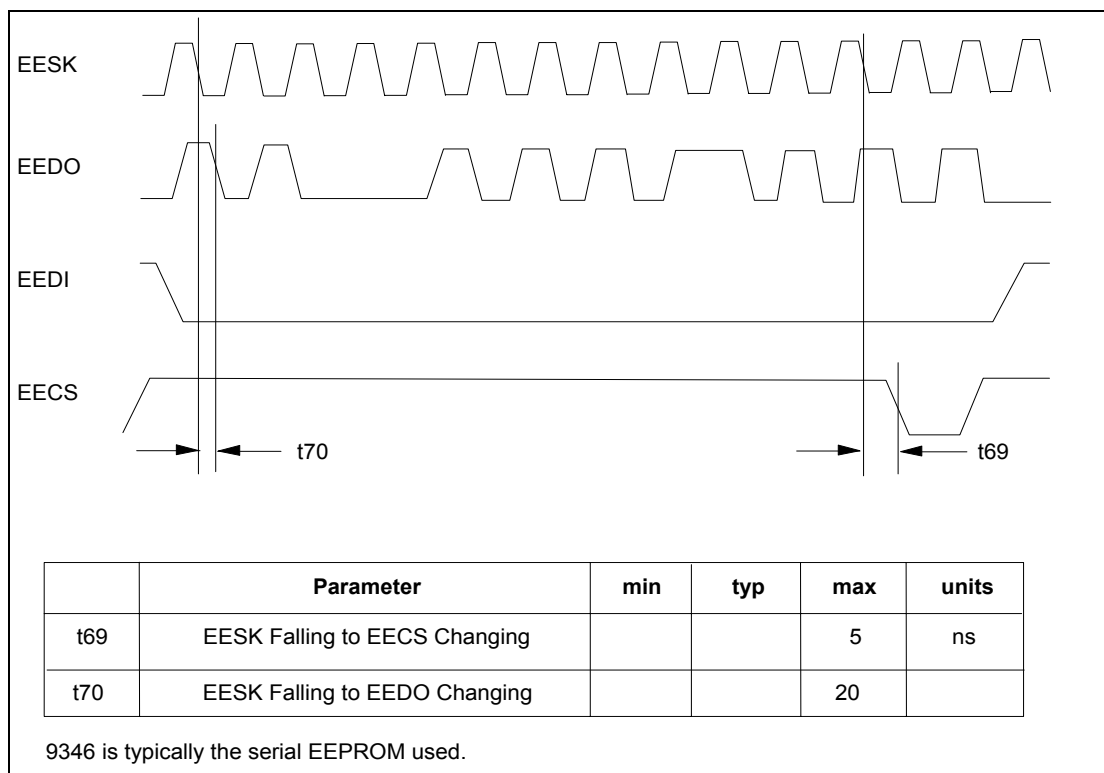 EESK
EEDO
EEDI
EECS
t70
t69
Parameter min typ max units
t69 EESK Falling to EECS Changing 5 ns
t70 EESK Falling to EEDO Changing 20
9346 is typically the serial EEPROM used.